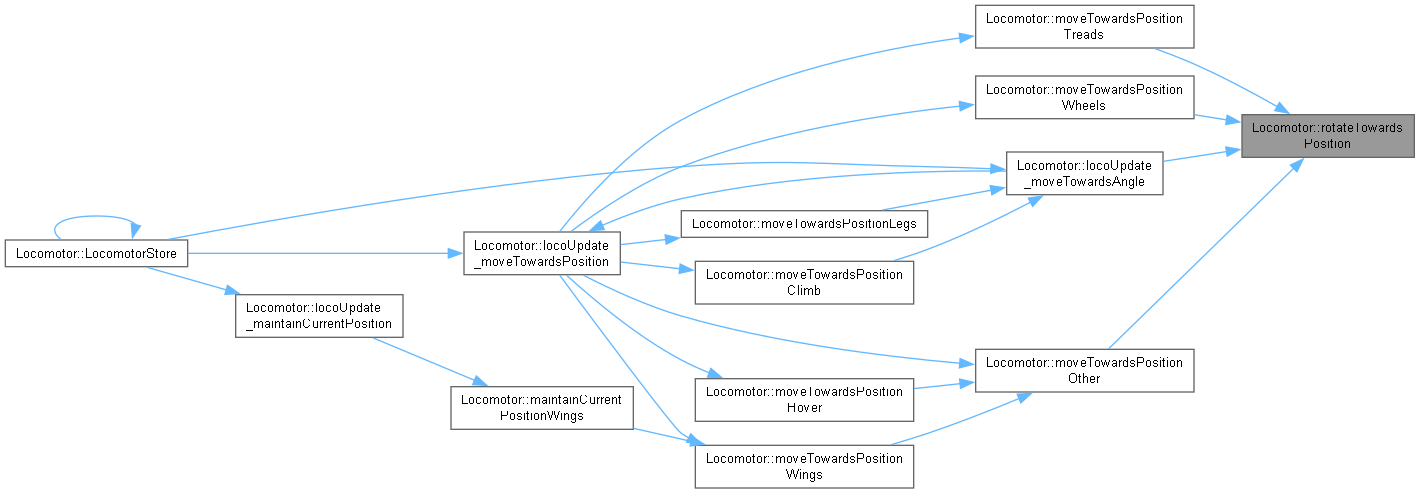 Locomotor::moveTowardsPosition
Treads
Locomotor::moveTowardsPosition
Wheels
Locomotor::rotateTowards
Position
Locomotor::locoUpdate
_moveTowardsAngle
Locomotor::moveTowardsPositionLegs
Locomotor::LocomotorStore
Locomotor::locoUpdate
_moveTowardsPosition
Locomotor::moveTowardsPosition
Climb
Locomotor::locoUpdate
_maintainCurrentPosition
Locomotor::moveTowardsPosition
Other
Locomotor::moveTowardsPosition
Hover
Locomotor::maintainCurrent
PositionWings
Locomotor::moveTowardsPosition
Wings